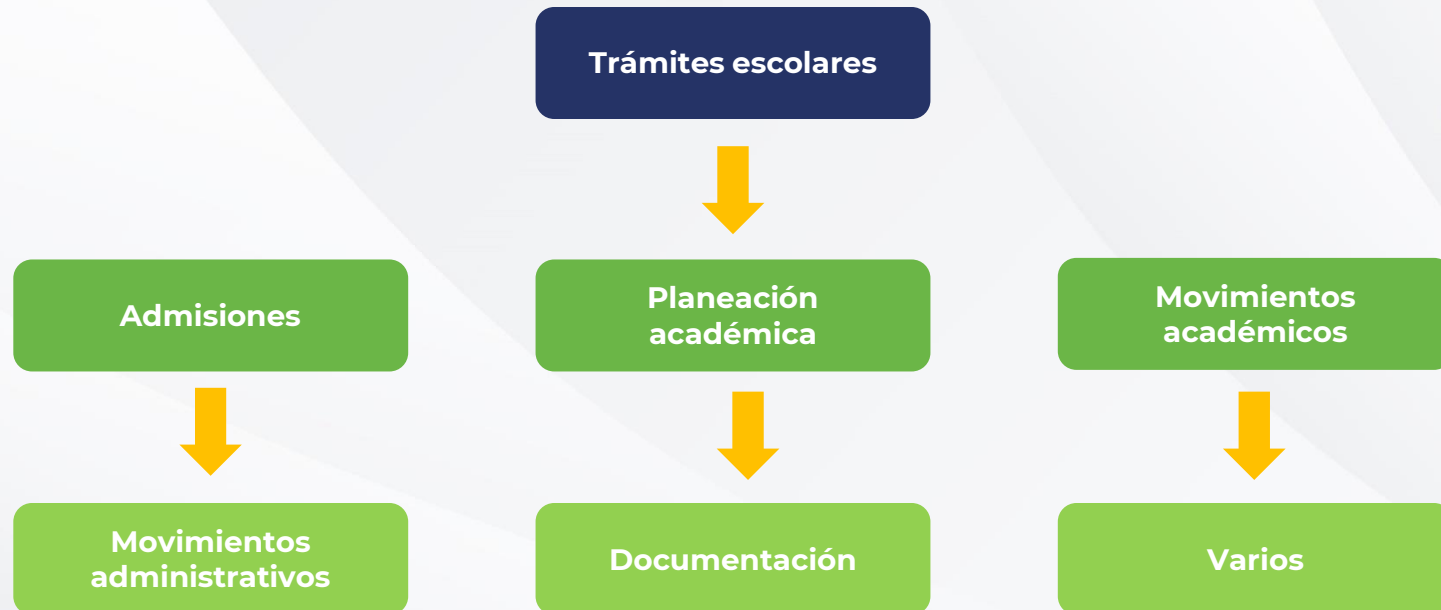 Trámites escolares
Admisiones
Planeación
académica
Movimientos
académicos
Movimientos
administrativos
Documentación
Varios